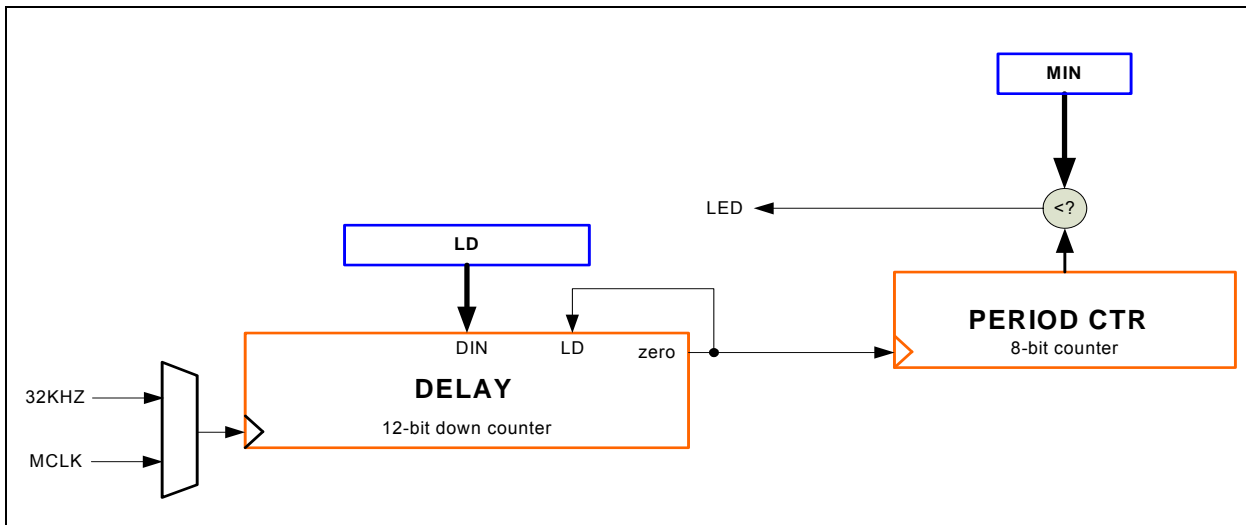 MIN
LED
<?
LD
DIN
LD
zero
PERIOD CTR
8-bit counter
DELAY
12-bit down counter
32KHZ
MCLK